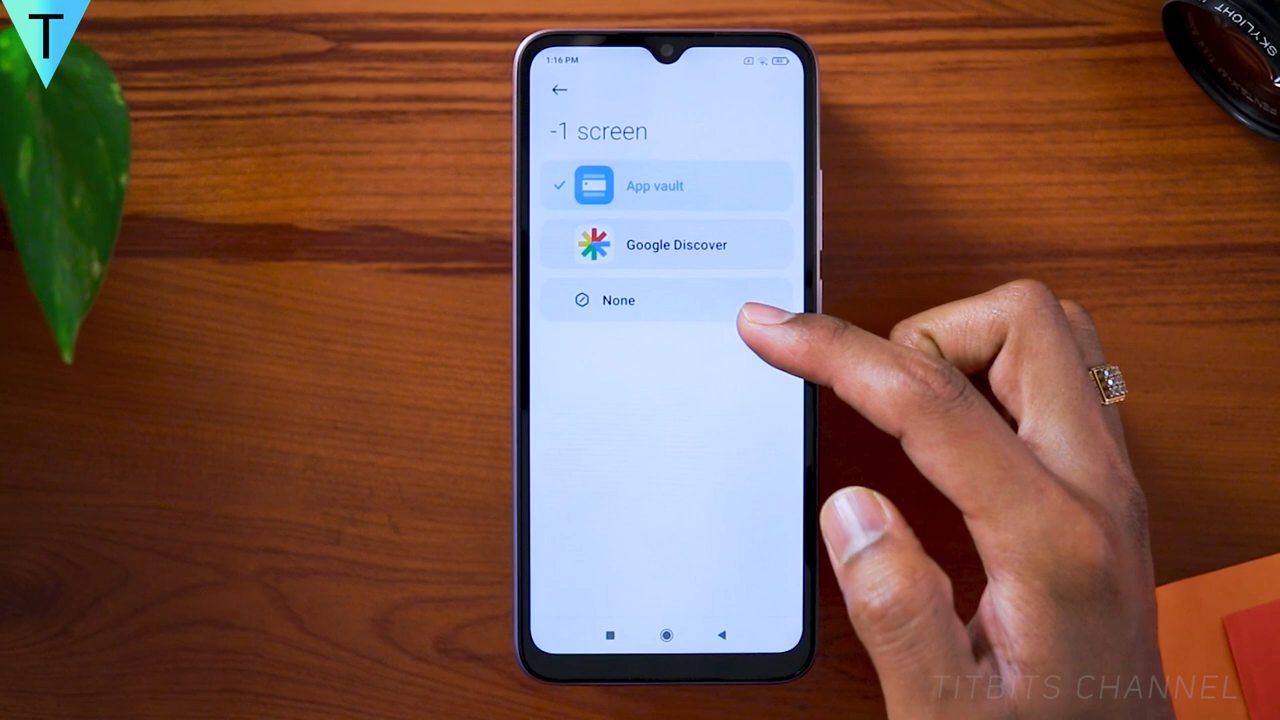 T
SKYLIGHT
1:16 PM
-1 screen
App vault
Google Discover
None
TITBITS CHANNEL